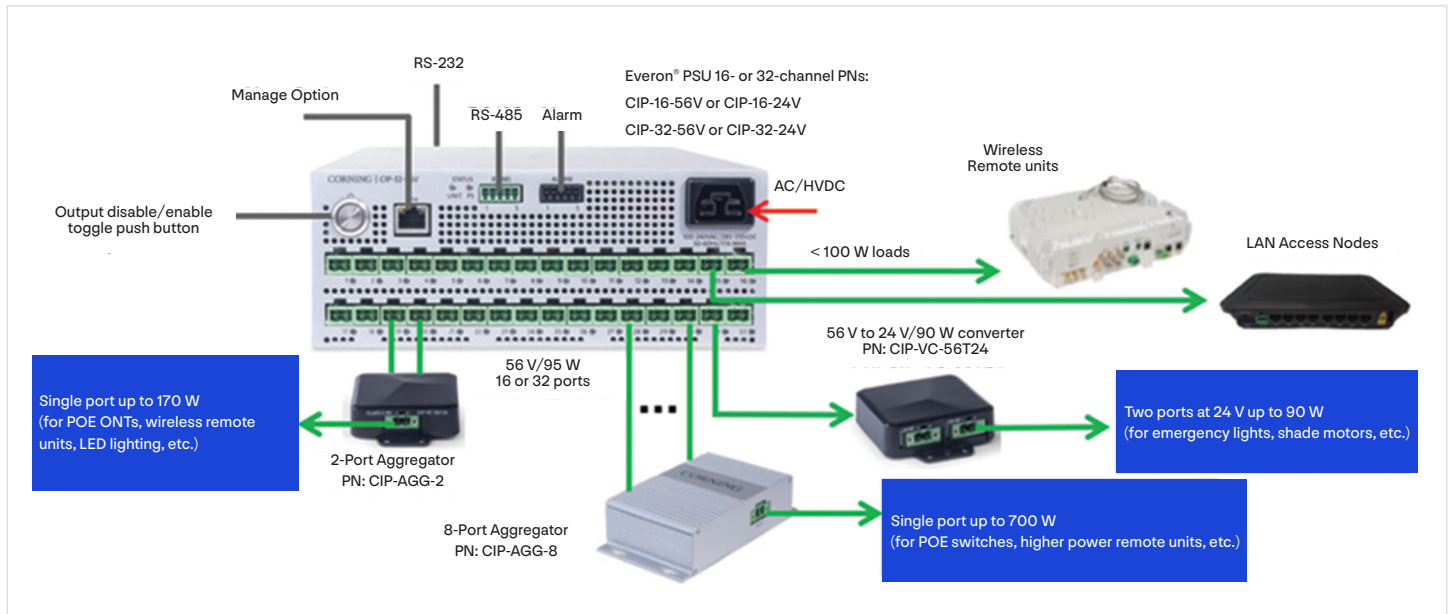 RS-232
Manage Option
RS-485
Alarm
Everon® PSU 16- or 32-channel PNs:
CIP-16-56V or CIP-16-24V
CIP-32-56V or CIP-32-24V
Wireless
Remote units
AC/HVDC
Output disable/enable
toggle push button
CORNING
STATUS
UNIT PS
< 100 W loads
LAN Access Nodes
56 V/95 W
16 or 32 ports
56 V to 24 V/90 W converter
PN: CIP-VC-56T24
Single port up to 170 W
(for POE ONTs, wireless remote
units, LED lighting, etc.)
2-Port Aggregator
PN: CIP-AGG-2
Two ports at 24 V up to 90 W
(for emergency lights, shade motors, etc.)
CORNING
8-Port Aggregator
PN: CIP-AGG-8
Single port up to 700 W
(for POE switches, higher power remote units, etc.)